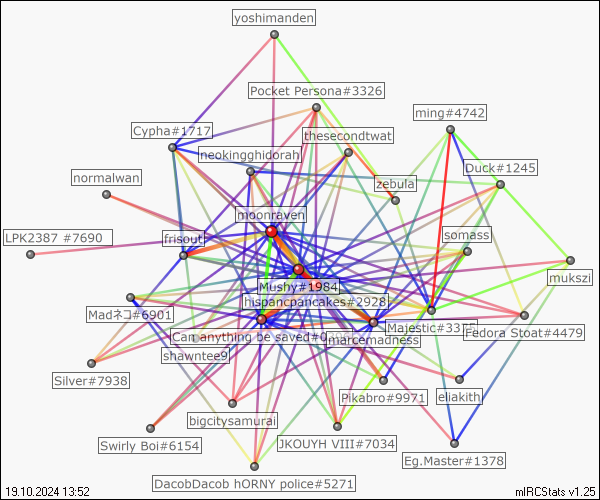 yoshimanden
Pocket Persona#3326
ming#4742
Cypha#1717
thesecondtwat
neokingghidorah
Duck#1245
normalwan
zebula
moonraven
LPK2387 #7690
frisout
somass
mukszi
Mushy#1984
hispancpancakes#2928
Madネコ#6901
Can anything be saved#0
Majestic#33
Fedora Stoat#4479
marcemadness
shawntee9
Silver#7938
Pikabro#9971
eliakith
bigcitysamurai
Swirly Boi#6154
JKOUYH VIII#7034
Eg.Master#1378
DacobDacob hORNY police#5271
19.10.2024 13:52
mIRCStats v1.25